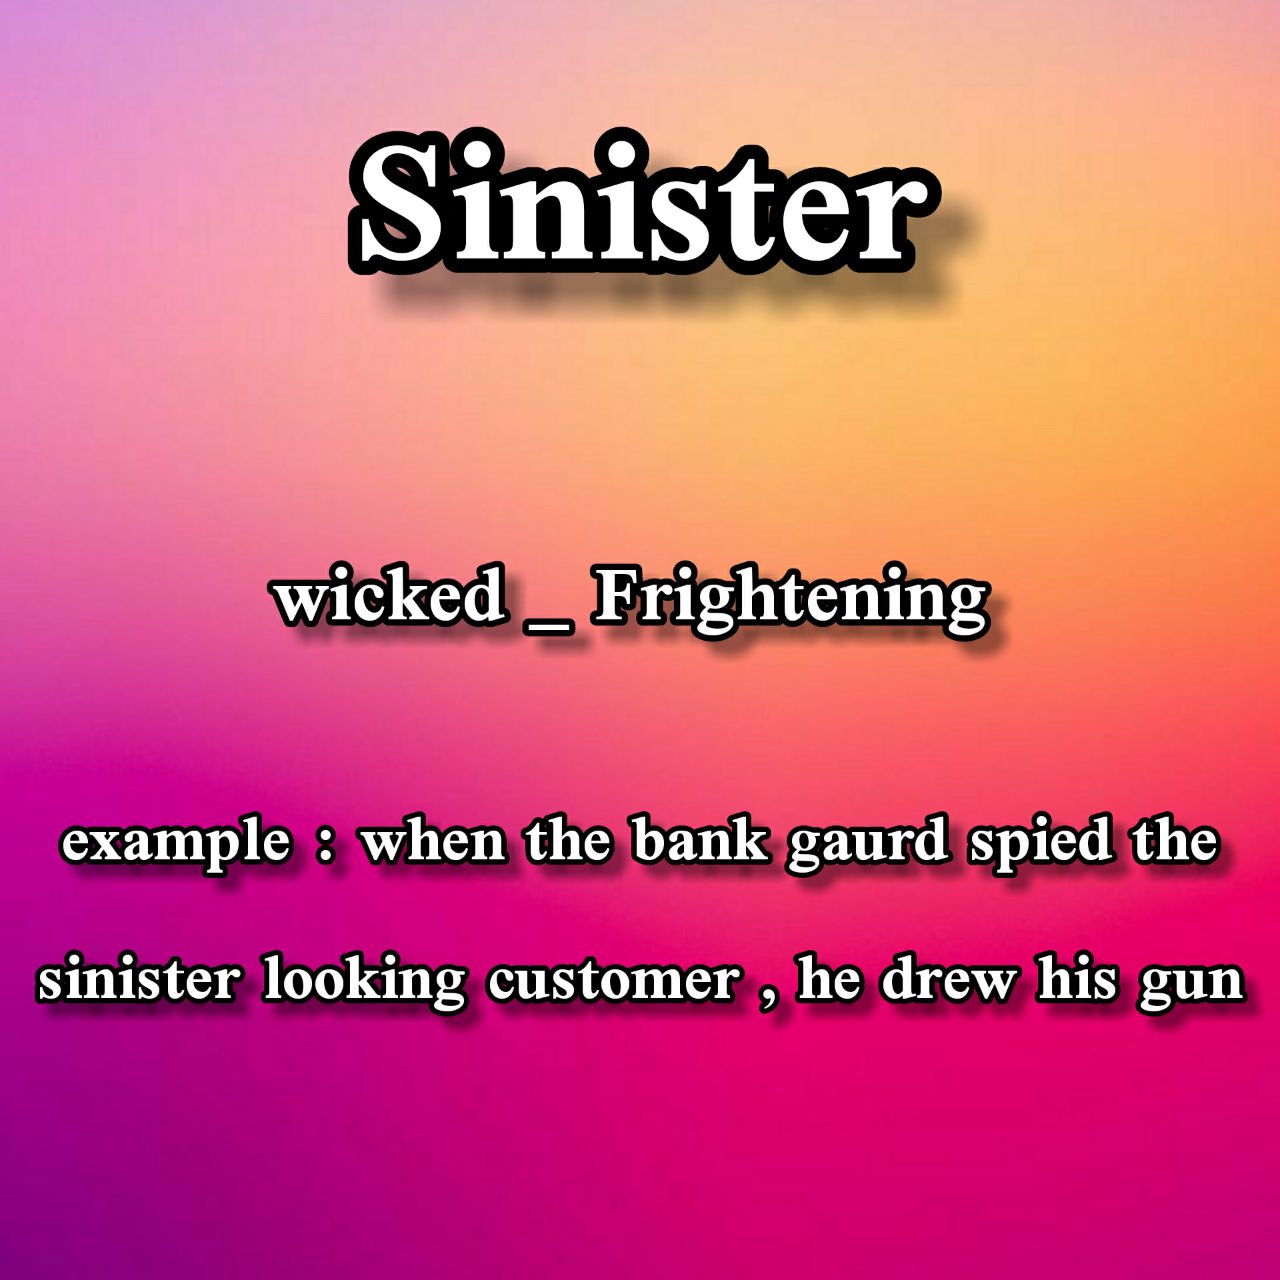 Sinister
wicked _ Frightening
example : when the bank gaurd spied the
sinister looking customer , he drew his gun